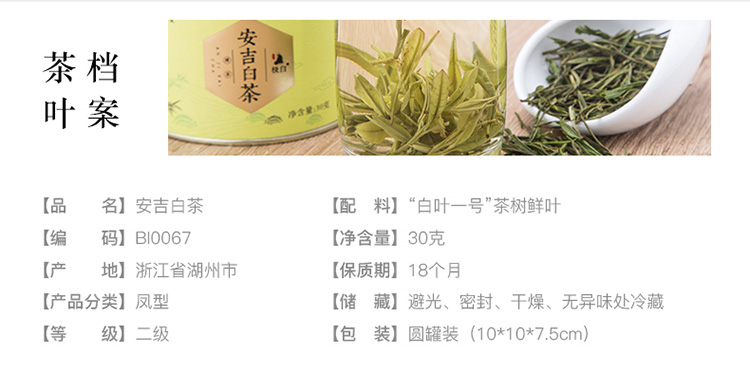 茶档
叶案
安吉白茶
净含量:30克
【品 名】安吉白茶
【配 料】“白叶一号”茶树鲜叶
【编 码】BI0067
【净含量】30克
【产 地】浙江省湖州市
【保质期】18个月
【产品分类】凤型
【储 藏】避光、密封、干燥、无异味处冷藏
【等 级】二级
【包 装】圆罐装（10*10*7.5cm）